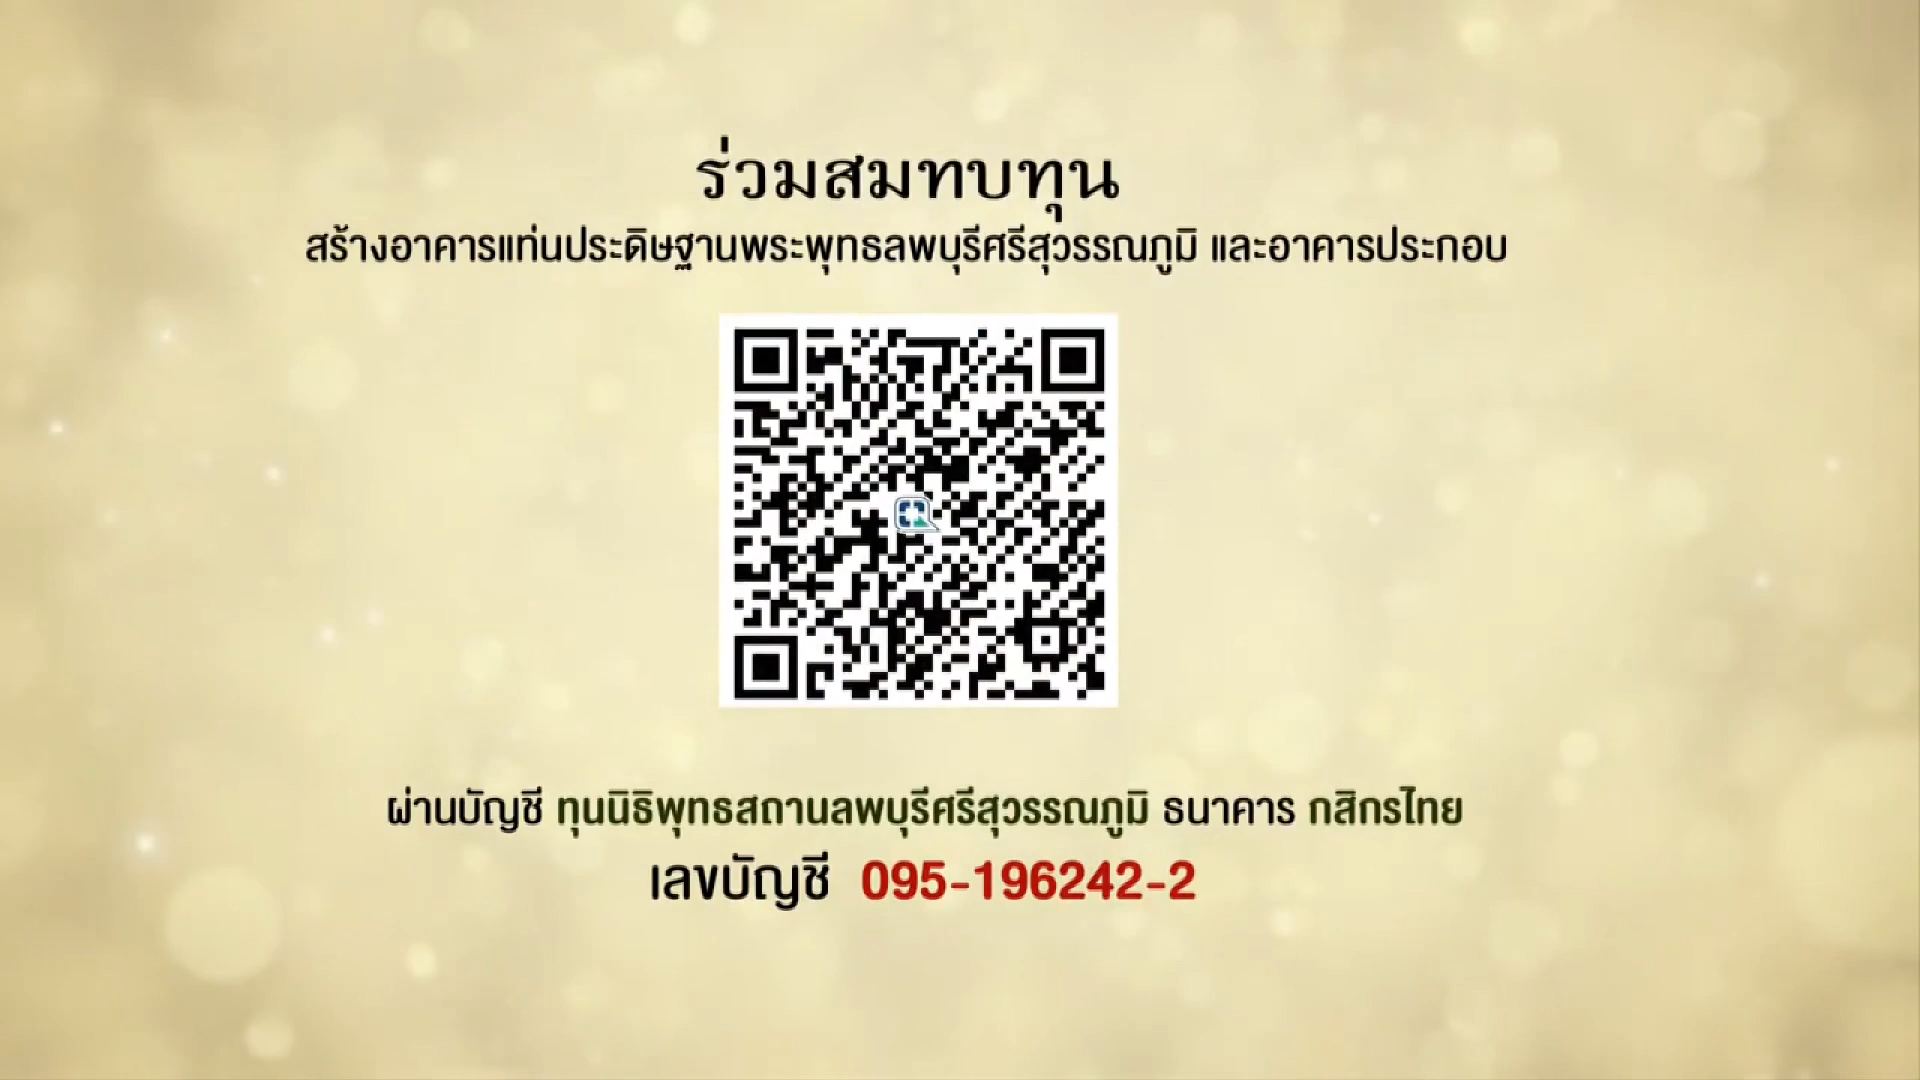 ร่วมสมทบทุน
สร้างอาคารแท่นประดิษฐานพระพุทธลพบุรีศรีสุวรรณภูมิ และอาคารประกอบ
ผ่านบัญชี ทุนนิธิพุทธสถานลพบุรีศรีสุวรรณภูมิ ธนาคาร กสิกรไทย
เลขบัญชี 095-196242-2